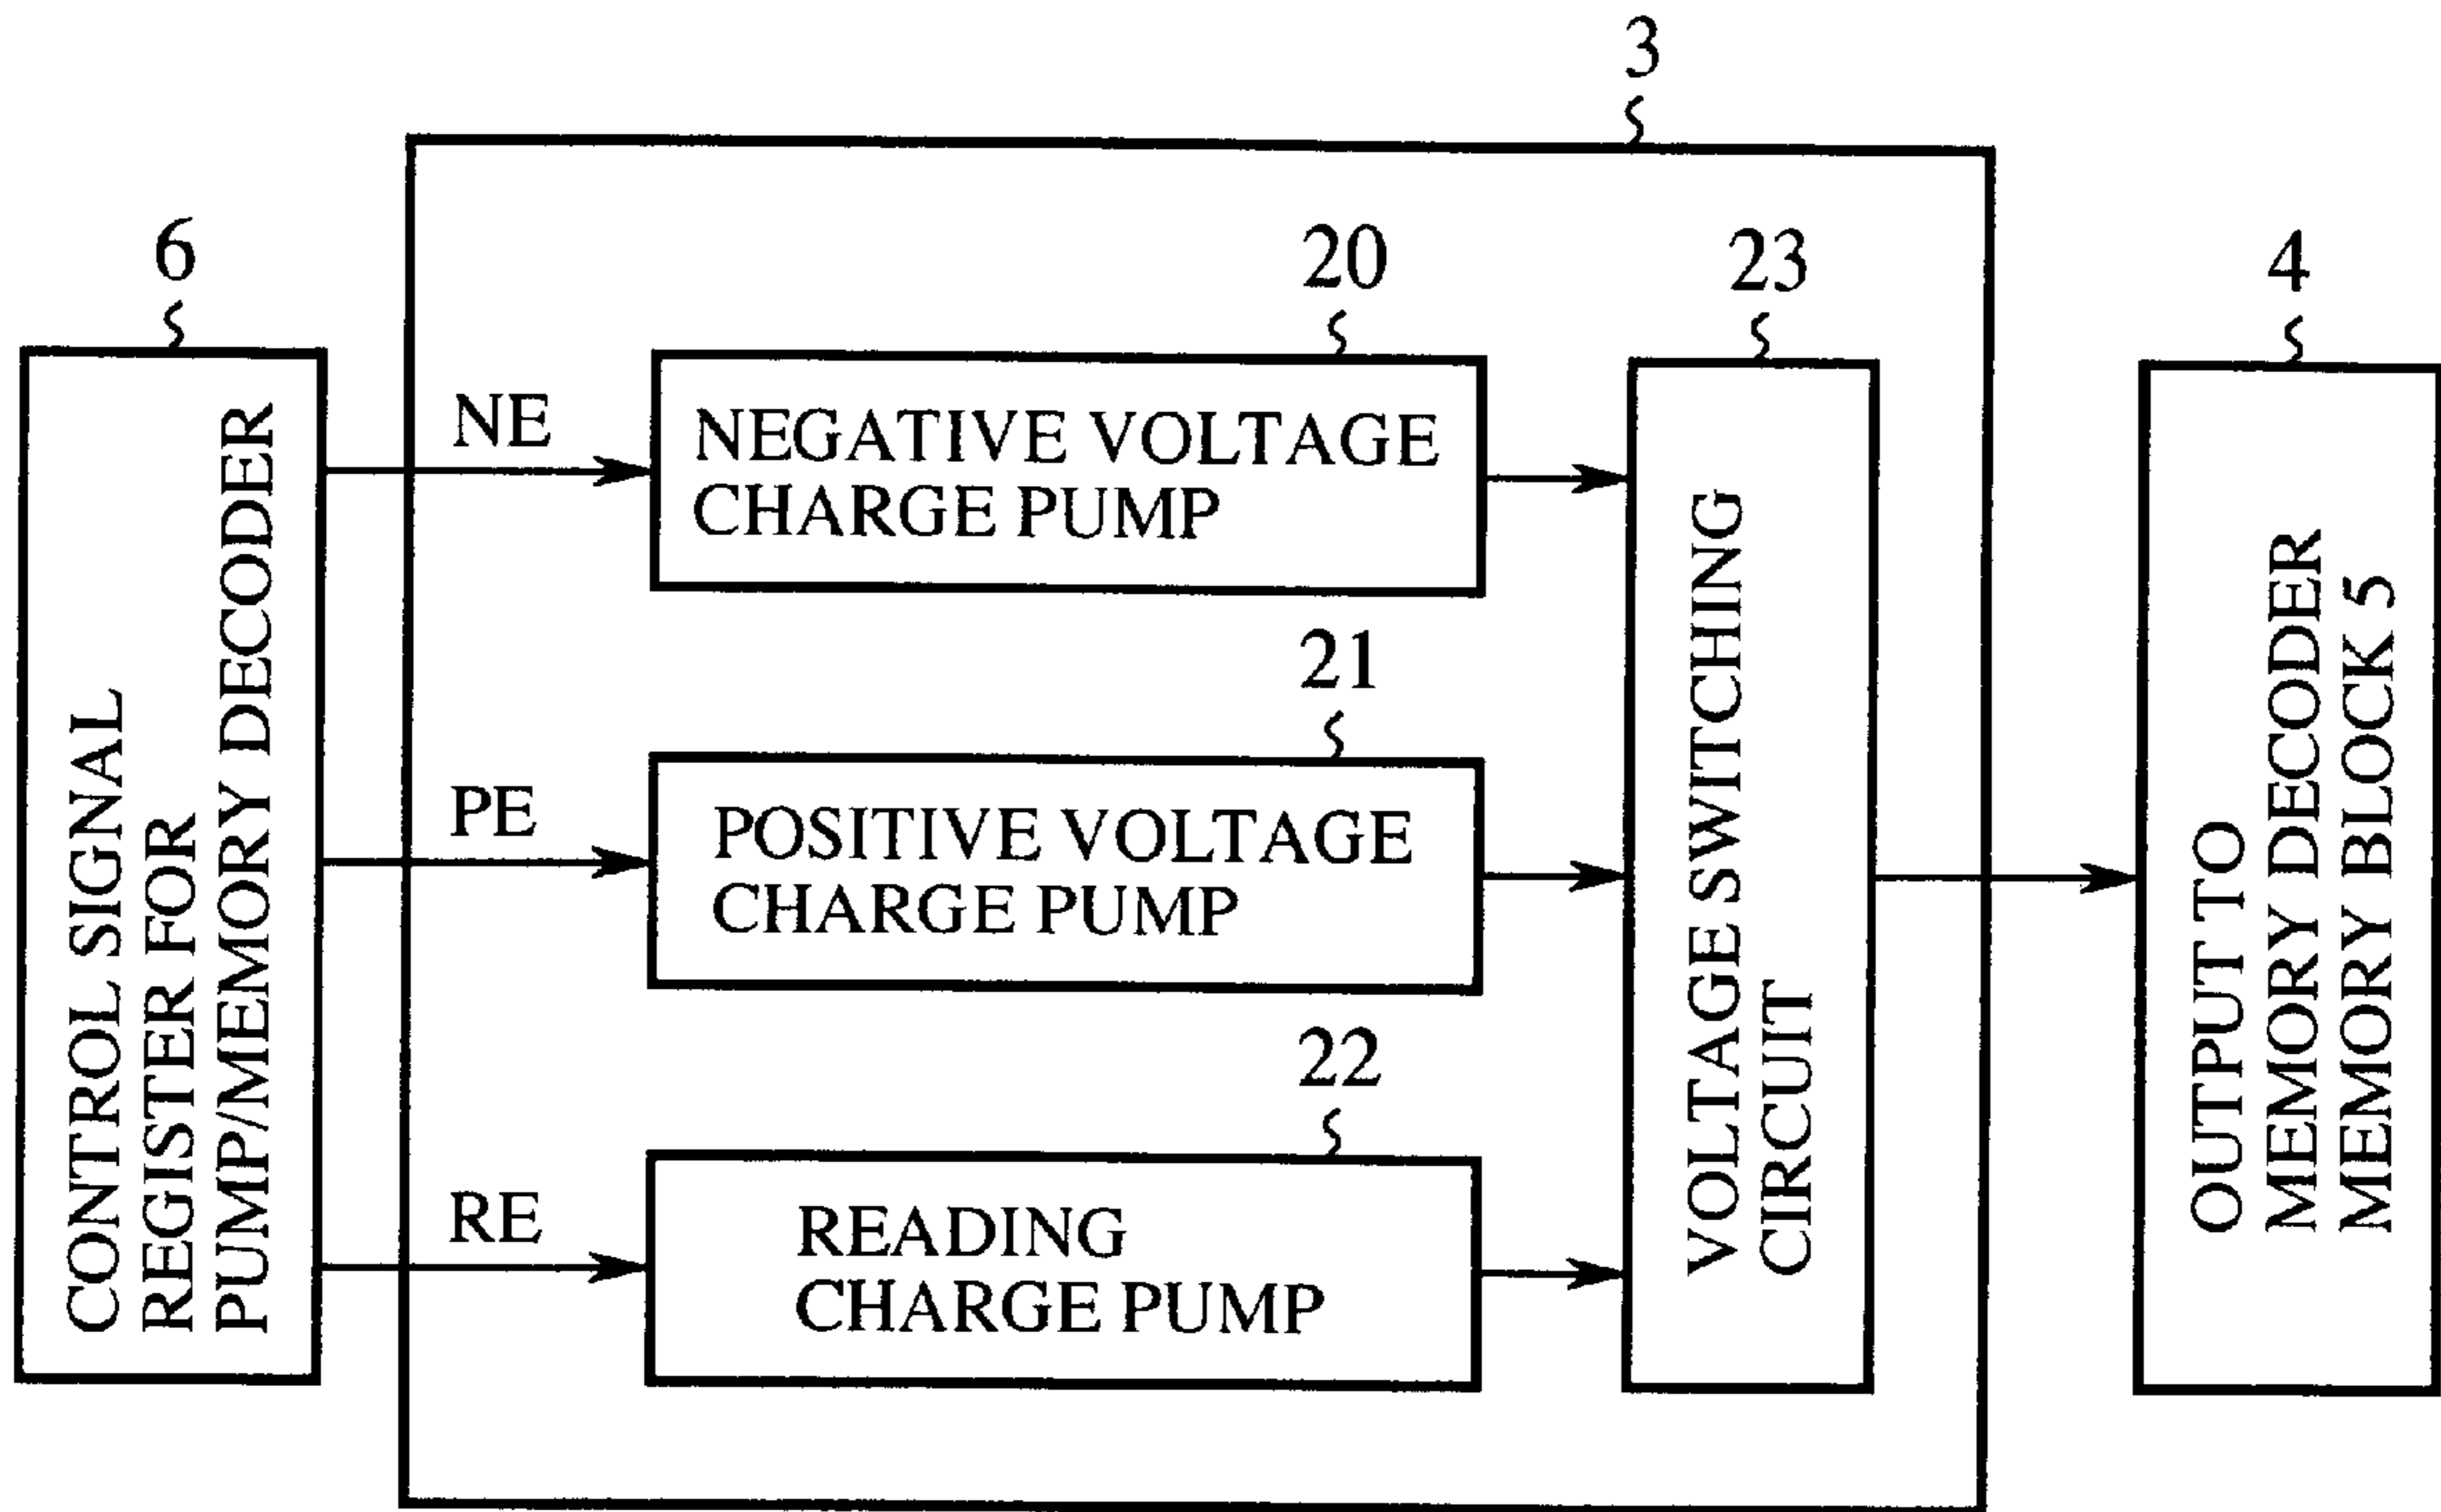 3
6
20
23
4
CONTROL SIGNAL
REGISTER FOR
PUMP/MEMORY DECODER
NE
NEGATIVE VOLTAGE
CHARGE PUMP
21
PE
POSITIVE VOLTAGE
CHARGE PUMP
22
RE
READING
CHARGE PUMP
VOLTAGE SWITCHING
CIRCUIT
OUTPUT TO
MEMORY DECODER
MEMORY BLOCK 5